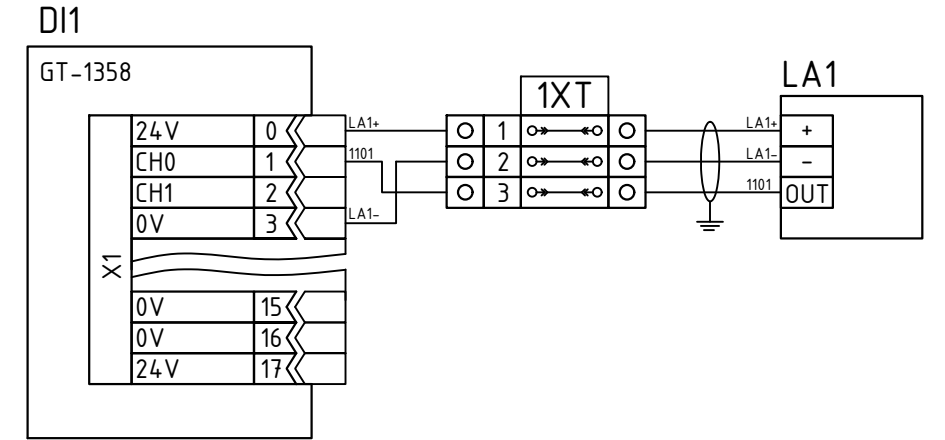 DI1
GT-1358
1XT
LA1
24V 0 LA1+ 1 LA1+ +
CH0 1 1101 2 LA1- -
CH1 2 3 1101 OUT
0V 3 LA1-
X1
0V 15
0V 16
24V 17